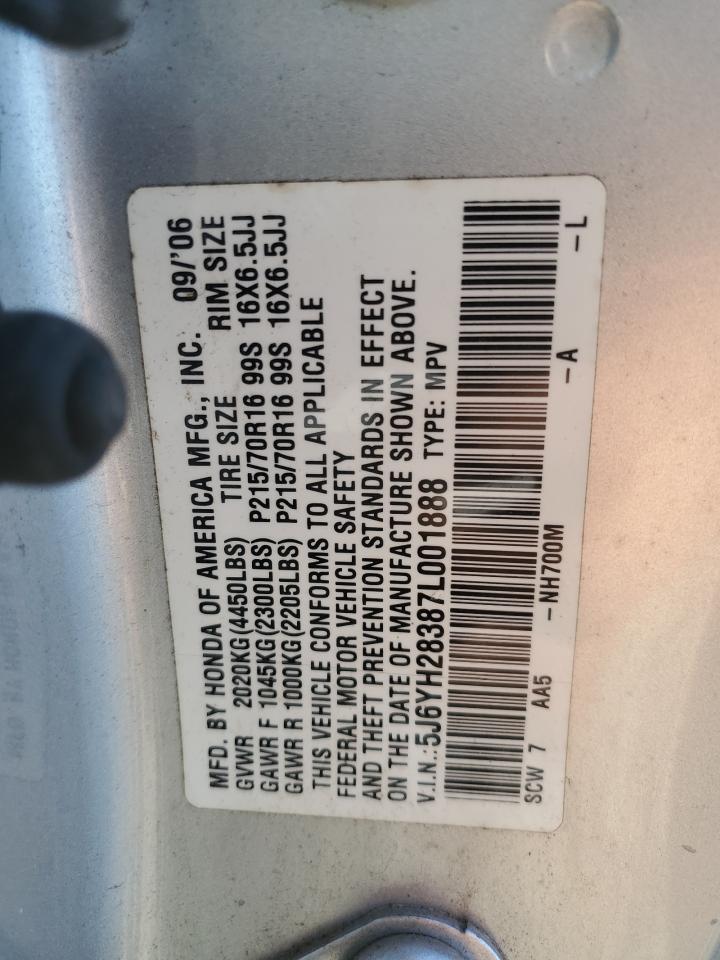 MFD. BY HONDA OF AMERICA MFG., INC. 09/'06
GVWR 2020KG(4450LBS) TIRE SIZE RIM SIZE
GAWR F 1045KG(2300LBS) P215/70R16 99S 16X6.5JJ
GAWR R 1000KG(2205LBS) P215/70R16 99S 16X6.5JJ
THIS VEHICLE CONFORMS TO ALL APPLICABLE
FEDERAL MOTOR VEHICLE SAFETY
AND THEFT PREVENTION STANDARDS IN EFFECT
ON THE DATE OF MANUFACTURE SHOWN ABOVE.
V.I.N.: 5J6YH28387L001888 TYPE: MPV
SCW 7 AA5 -NH700M -A -L